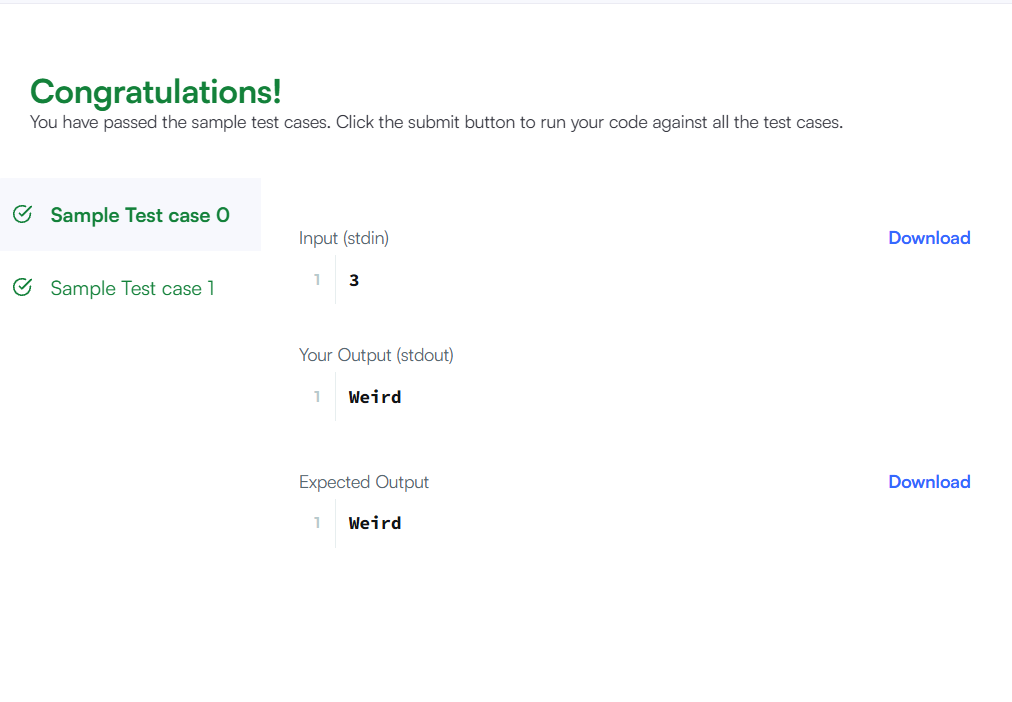 Congratulations!
You have passed the sample test cases. Click the submit button to run your code against all the test cases.
Sample Test case 0
Sample Test case 1
Input (stdin)
Download
1 3
Your Output (stdout)
1 Weird
Expected Output
Download
1 Weird